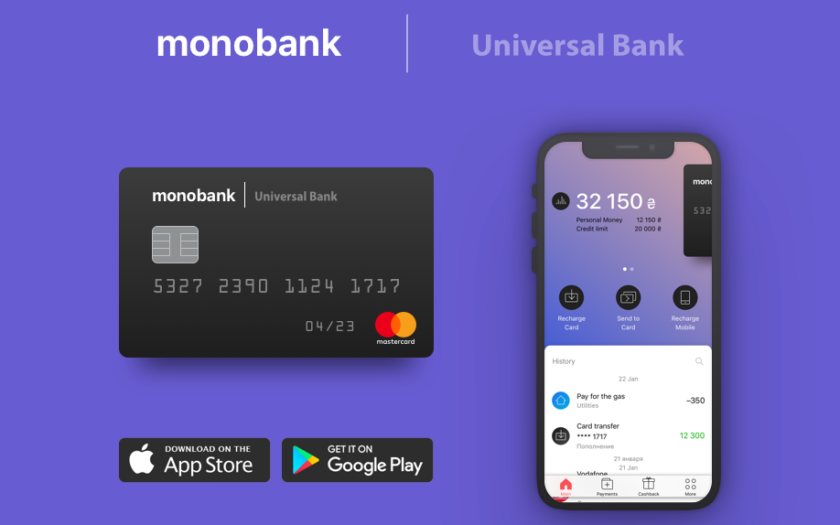 monobank
Universal Bank
monobank
Universal Bank
5327 2390 1124 1717
04/23
mastercard
DOWNLOAD ON THE
App Store
GET IT ON
Google Play
mono
532
32 150 ₴
Personal Money 12 150 ₴
Credit limit 20 000 ₴
Recharge Card
Send to Card
Recharge Mobile
History
22 Jan
Pay for the gas
–350
Utilities
Card transfer
**** 1717
12 300
Пополнение
21 января
21 Jan
Vodafone
Main
Payments
Cashback
More